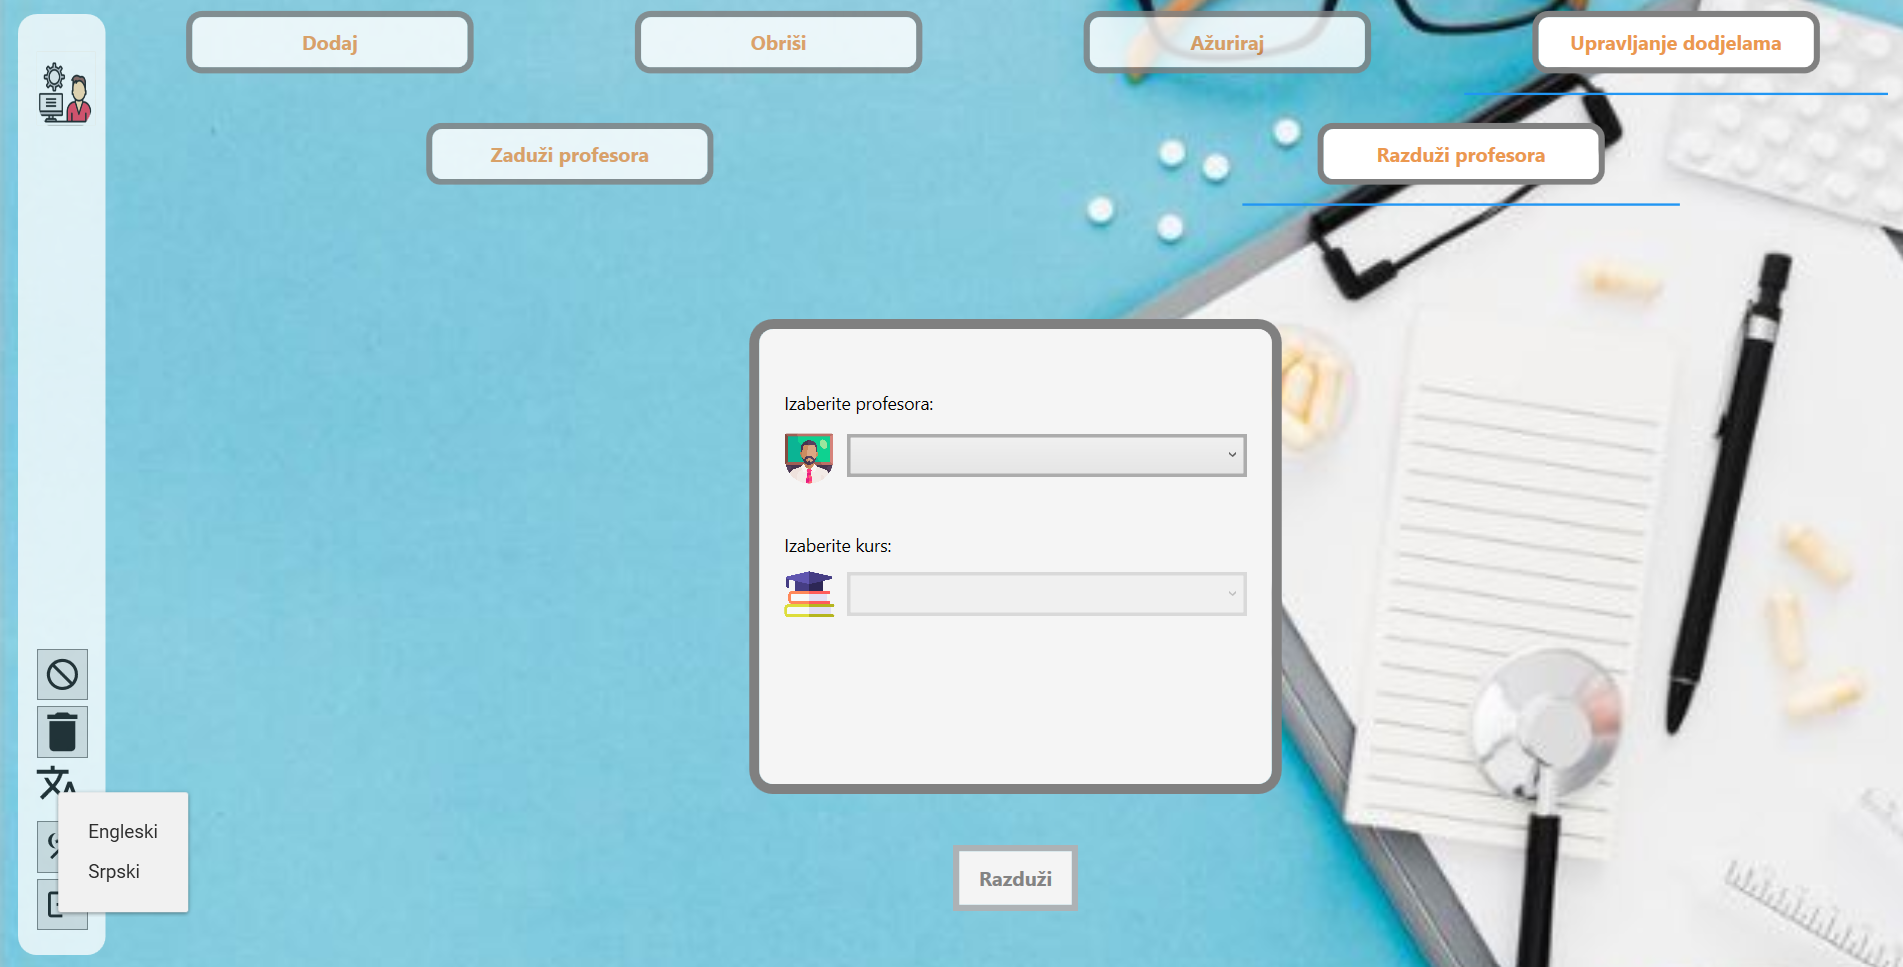 Dodaj
Obriši
Ažuriraj
Upravljanje dodjelama
Zaduži profesora
Razduži profesora
Izaberite profesora:
Izaberite kurs:
Engleski
Srpski
Razduži